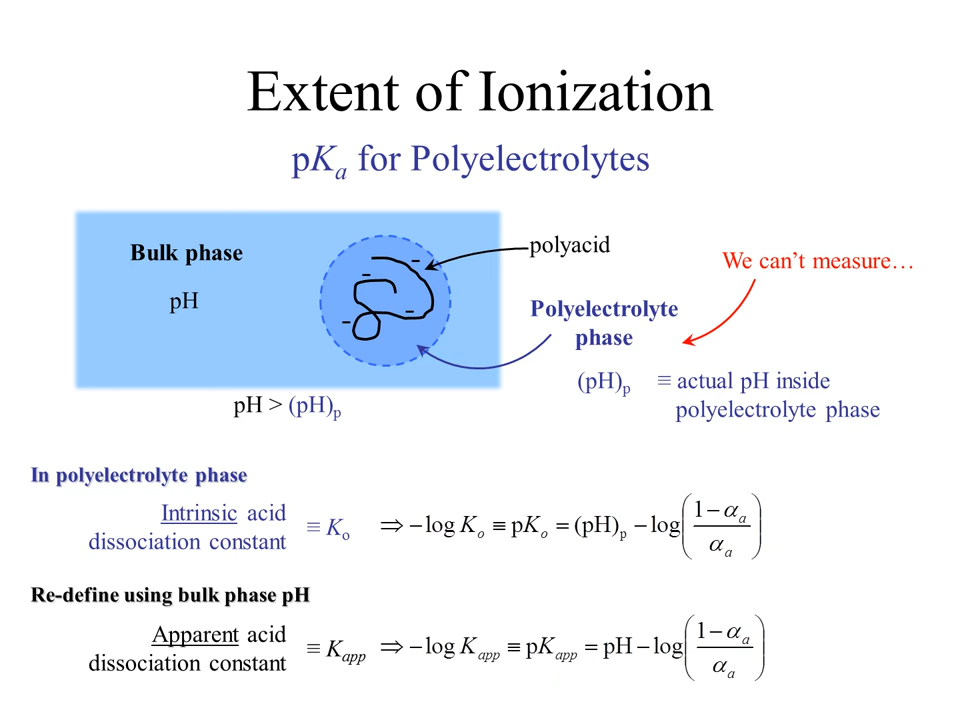 Extent of Ionization
pKₐ for Polyelectrolytes
Bulk phase
pH
- - - -
polyacid
We can’t measure…
Polyelectrolyte
phase
(pH)ₚ ≡ actual pH inside
polyelectrolyte phase
pH > (pH)ₚ
In polyelectrolyte phase
Intrinsic acid
dissociation constant
≡ Kₒ ⇒ − log Kₒ ≡ pKₒ = (pH)ₚ − log((1 − αₐ)/αₐ)
Re-define using bulk phase pH
Apparent acid
dissociation constant
≡ Kₐₚₚ ⇒ − log Kₐₚₚ ≡ pKₐₚₚ = pH − log((1 − αₐ)/αₐ)